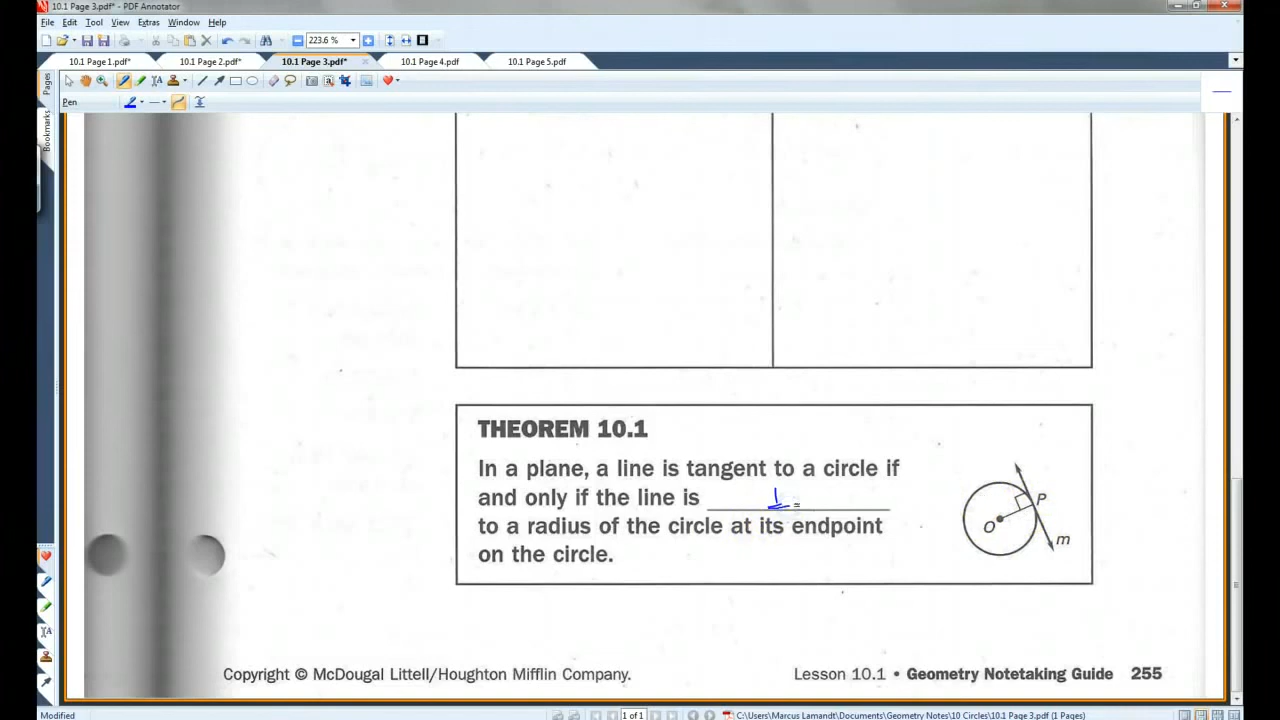 10.1 Page 3.pdf* - PDF Annotator
File Edit Tool View Extras Window Help
223.6 %
10.1 Page 1.pdf* 10.1 Page 2.pdf* 10.1 Page 3.pdf* 10.1 Page 4.pdf 10.1 Page 5.pdf
Pen
Pages
Bookmarks
THEOREM 10.1
In a plane, a line is tangent to a circle if
and only if the line is ⊥
to a radius of the circle at its endpoint
on the circle.
P
O
m
Copyright © McDougal Littell/Houghton Mifflin Company.
Lesson 10.1 • Geometry Notetaking Guide 255
Modified
1 of 1
C:\Users\Marcus Lamandt\Documents\Geometry Notes\10 Circles\10.1 Page 3.pdf (1 Pages)